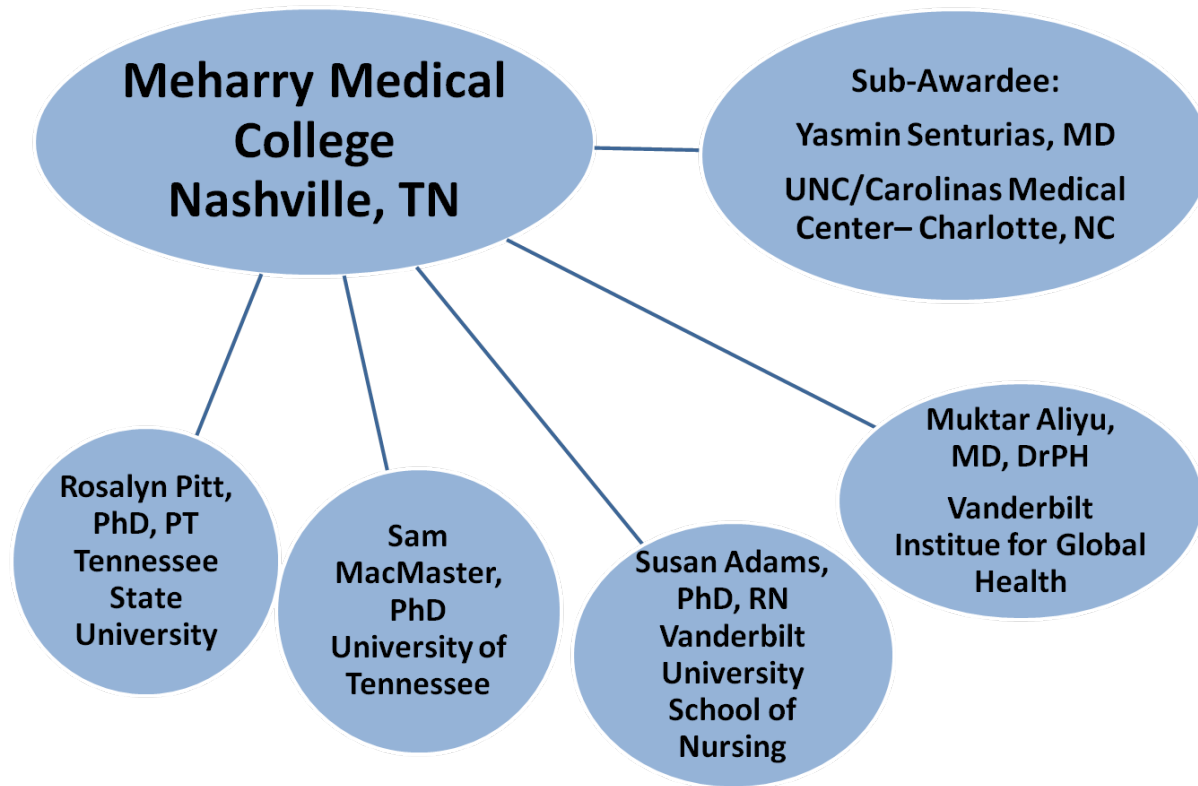 Meharry Medical
College
Nashville, TN
Sub-Awardee:
Yasmin Senturias, MD
UNC/Carolinas Medical
Center– Charlotte, NC
Rosalyn Pitt,
PhD, PT
Tennessee
State
University
Sam
MacMaster,
PhD
University of
Tennessee
Susan Adams,
PhD, RN
Vanderbilt
University
School of
Nursing
Muktar Aliyu,
MD, DrPH
Vanderbilt
Institue for Global
Health